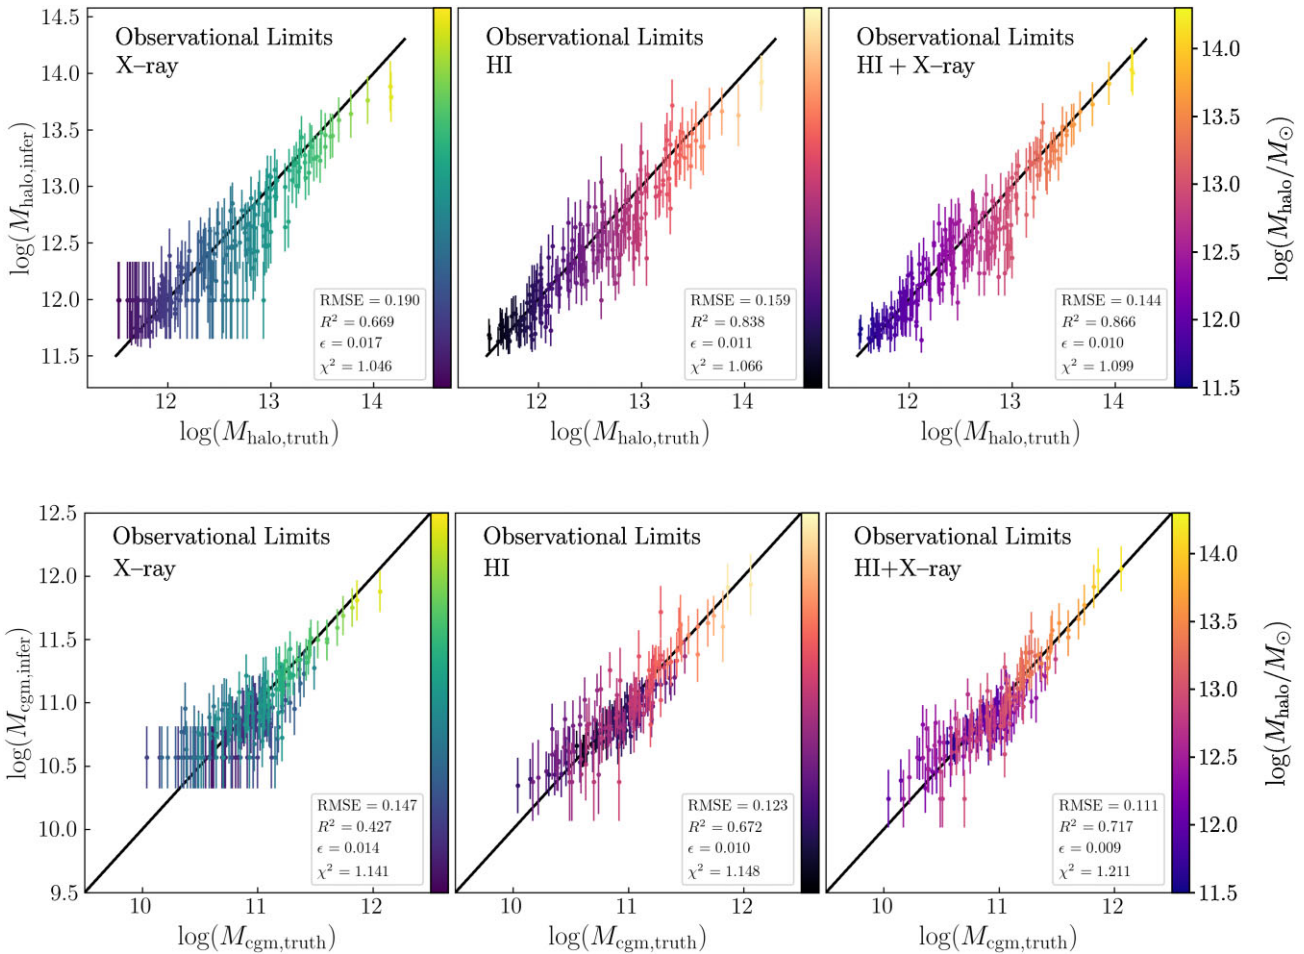 Observational Limits
X–ray
RMSE = 0.190
R² = 0.669
ϵ = 0.017
χ² = 1.046
Observational Limits
HI
RMSE = 0.159
R² = 0.838
ϵ = 0.011
χ² = 1.066
Observational Limits
HI + X–ray
RMSE = 0.144
R² = 0.866
ϵ = 0.010
χ² = 1.099
14.5
14.0
13.5
13.0
12.5
12.0
11.5
log(M_halo,infer)
12 13 14
12 13 14
12 13 14
log(M_halo,truth)
log(M_halo,truth)
log(M_halo,truth)
14.0
13.5
13.0
12.5
12.0
11.5
log(M_halo/M_⊙)
Observational Limits
X–ray
RMSE = 0.147
R² = 0.427
ϵ = 0.014
χ² = 1.141
Observational Limits
HI
RMSE = 0.123
R² = 0.672
ϵ = 0.010
χ² = 1.148
Observational Limits
HI+X–ray
RMSE = 0.111
R² = 0.717
ϵ = 0.009
χ² = 1.211
12.5
12.0
11.5
11.0
10.5
10.0
9.5
log(M_cgm,infer)
10 11 12
10 11 12
10 11 12
log(M_cgm,truth)
log(M_cgm,truth)
log(M_cgm,truth)
14.0
13.5
13.0
12.5
12.0
11.5
log(M_halo/M_⊙)